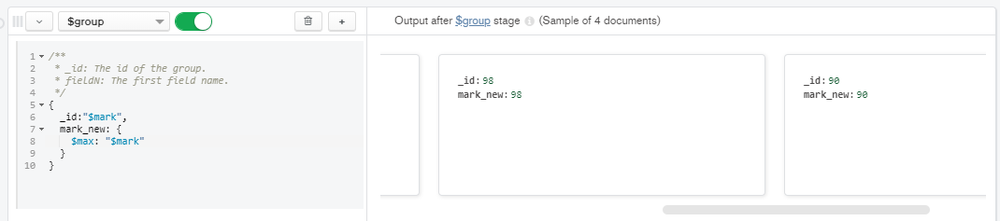 $group
+
Output after $group stage (Sample of 4 documents)
1 /**
2 * _id: The id of the group.
3 * fieldN: The first field name.
4 */
5 {
6 _id:"$mark",
7 mark_new: {
8 $max: "$mark"
9 }
10 }
_id: 98
mark_new: 98
_id: 90
mark_new: 90